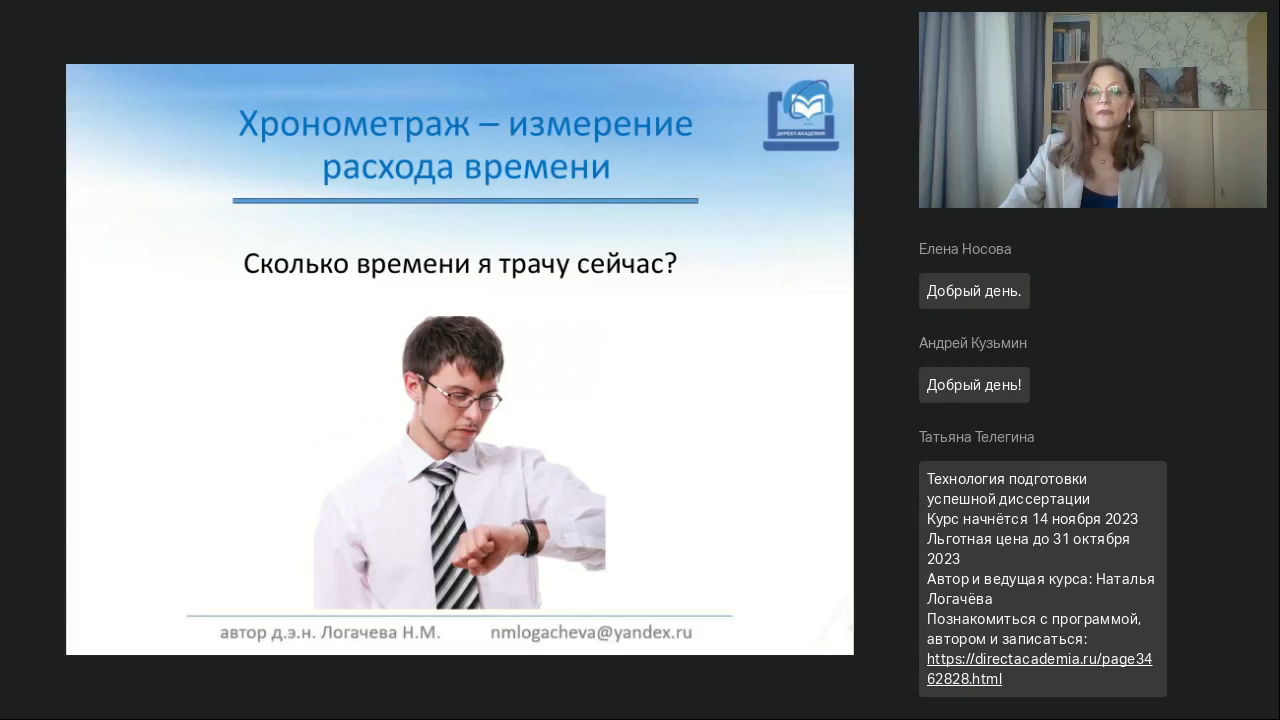 Хронометраж – измерение
расхода времени
ДИРЕКТ-АКАДЕМИЯ
Сколько времени я трачу сейчас?
автор д.э.н. Логачева Н.М. nmlogacheva@yandex.ru
Елена Носова
Добрый день.
Андрей Кузьмин
Добрый день!
Татьяна Телегина
Технология подготовки
успешной диссертации
Курс начнётся 14 ноября 2023
Льготная цена до 31 октября
2023
Автор и ведущая курса: Наталья
Логачёва
Познакомиться с программой,
автором и записаться:
https://directacademia.ru/page34
62828.html